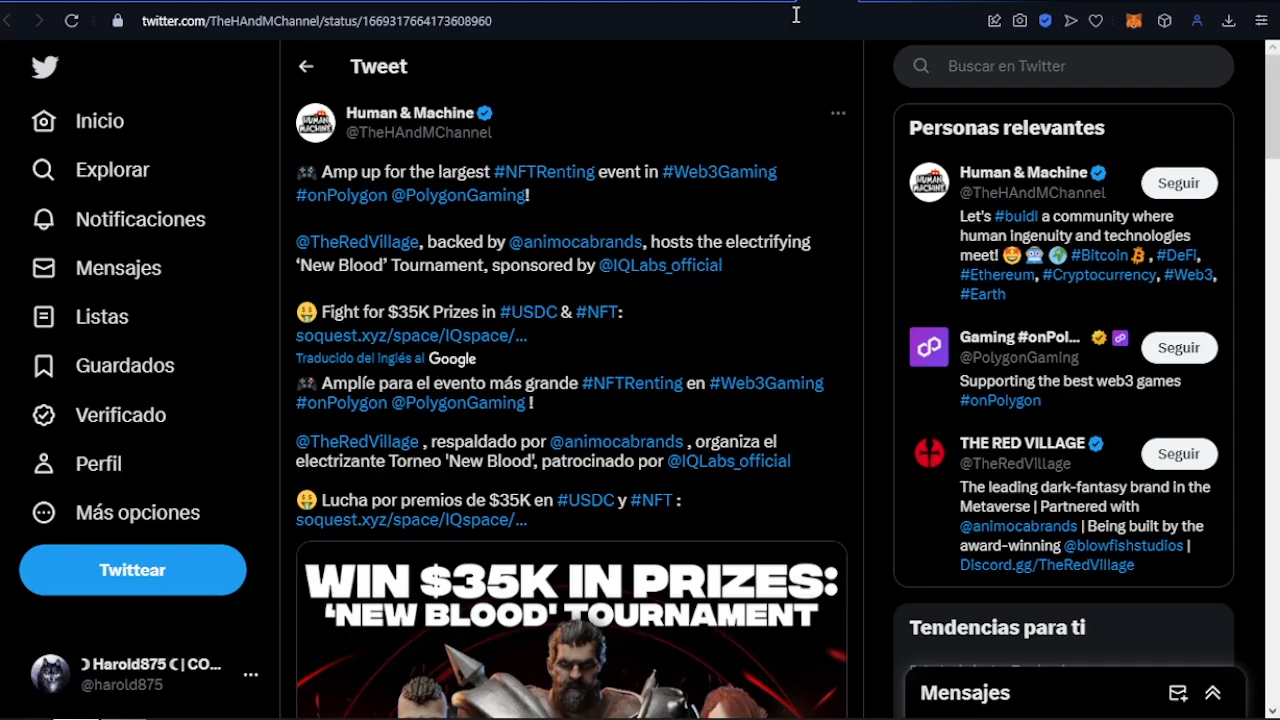 twitter.com/TheHAndMChannel/status/1669317664173608960
Inicio
Explorar
Notificaciones
Mensajes
Listas
Guardados
Verificado
Perfil
Más opciones
Twittear
☽Harold875☾| CO...
@harold875
Tweet
Human & Machine
@TheHAndMChannel
🎮 Amp up for the largest #NFTRenting event in #Web3Gaming
#onPolygon @PolygonGaming!
@TheRedVillage, backed by @animocabrands, hosts the electrifying
‘New Blood’ Tournament, sponsored by @IQLabs_official
🤑 Fight for $35K Prizes in #USDC & #NFT:
soquest.xyz/space/IQspace/…
Traducido del inglés al Google
🎮 Amplíe para el evento más grande #NFTRenting en #Web3Gaming
#onPolygon @PolygonGaming !
@TheRedVillage , respaldado por @animocabrands , organiza el
electrizante Torneo 'New Blood', patrocinado por @IQLabs_official
🤑 Lucha por premios de $35K en #USDC y #NFT :
soquest.xyz/space/IQspace/…
WIN $35K IN PRIZES:
‘NEW BLOOD' TOURNAMENT
Buscar en Twitter
Personas relevantes
HUMAN MACHINE
Human & Machine
@TheHAndMChannel
Seguir
Let's #buidl a community where
human ingenuity and technologies
meet! 🤩 🤖 🌍 #Bitcoin , #DeFi,
#Ethereum, #Cryptocurrency, #Web3,
#Earth
Gaming #onPol...
@PolygonGaming
Seguir
Supporting the best web3 games
#onPolygon
THE RED VILLAGE
@TheRedVillage
Seguir
The leading dark-fantasy brand in the
Metaverse | Partnered with
@animocabrands | Being built by the
award-winning @blowfishstudios |
Discord.gg/TheRedVillage
Tendencias para ti
Mensajes